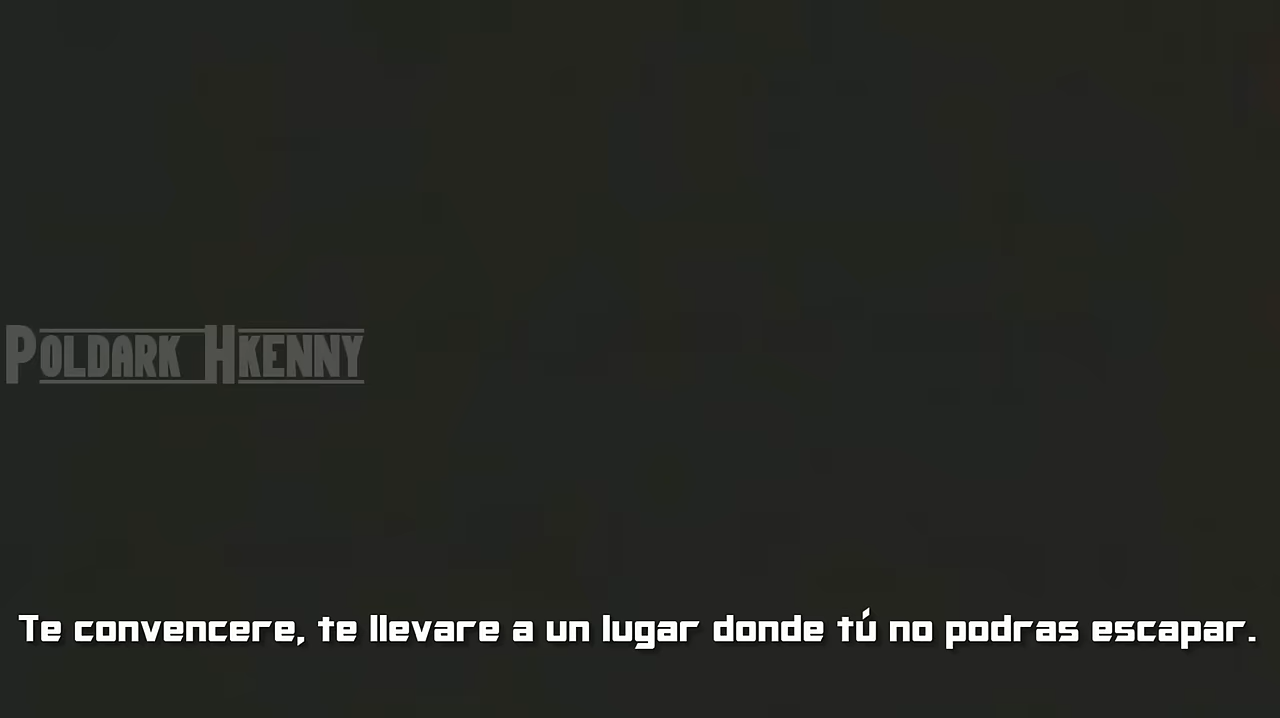 Poldark Hkenny
Te convencere, te llevare a un lugar donde tú no podras escapar.